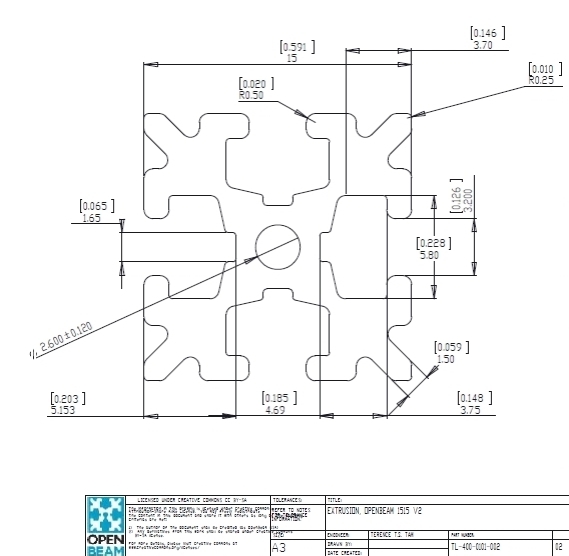 [0.146]
3.70
[0.591]
15
[0.010]
R0.25
[0.020]
R0.50
[0.126]
3.200
[0.065]
1.65
[0.228]
5.80
2.600±0.120
[0.059]
1.50
[0.203]
5.153
[0.185]
4.69
[0.148]
3.75
LICENSED UNDER CREATIVE COMMONS CC BY-SA
TOLERANCES:
REFER TO NOTES
INFORMATION.
TITLE:
EXTRUSION, OPENBEAM 1515 V2
SIZE:
A3
ENGINEER:
TERENCE T.S. TAM
DRAWN BY:
DATE CREATED:
PART NUMBER:
TL-400-0101-002
02
OPEN
BEAM